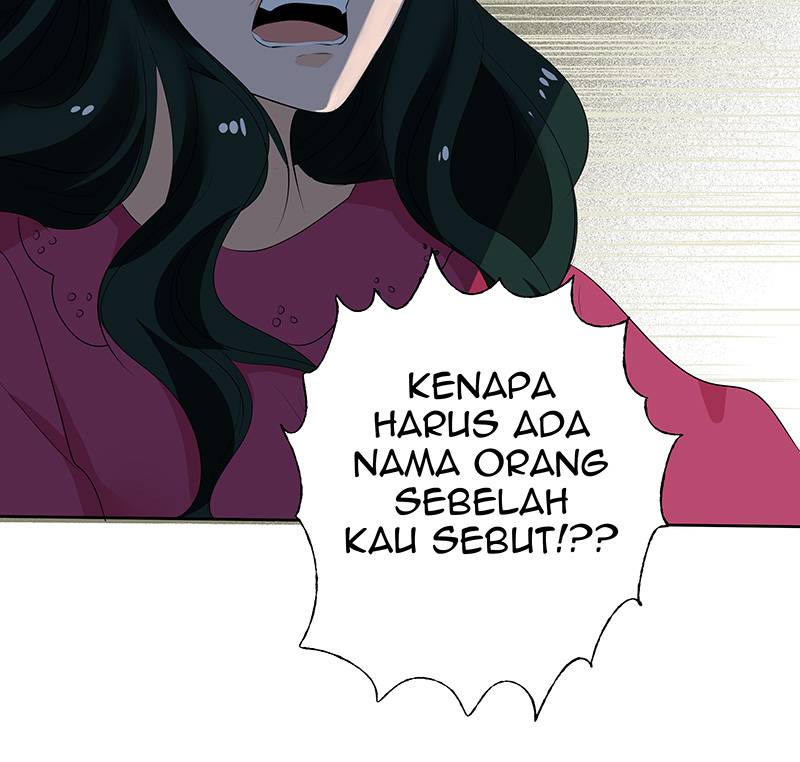 KENAPA
HARUS ADA
NAMA ORANG
SEBELAH
KAU SEBUT!??